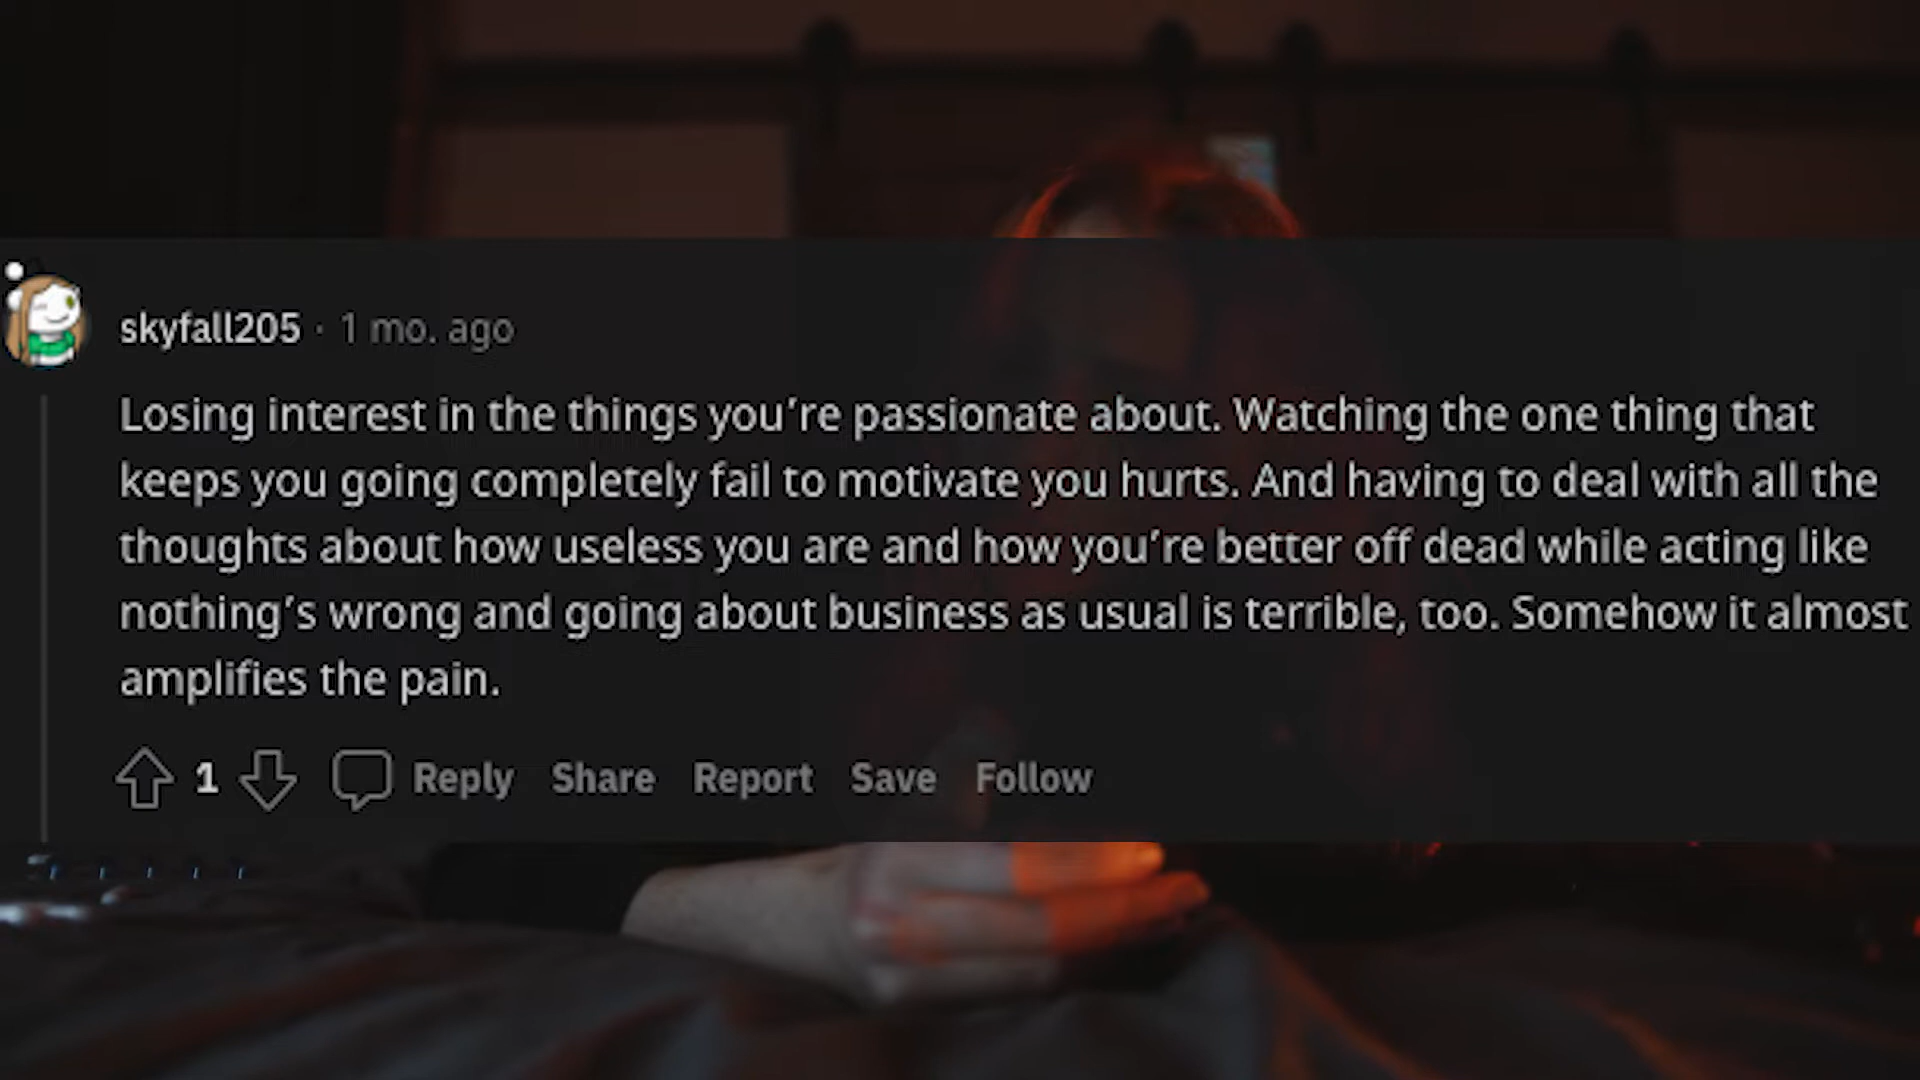 skyfall205 · 1 mo. ago
Losing interest in the things you’re passionate about. Watching the one thing that
keeps you going completely fail to motivate you hurts. And having to deal with all the
thoughts about how useless you are and how you’re better off dead while acting like
nothing’s wrong and going about business as usual is terrible, too. Somehow it almost
amplifies the pain.
1 Reply Share Report Save Follow